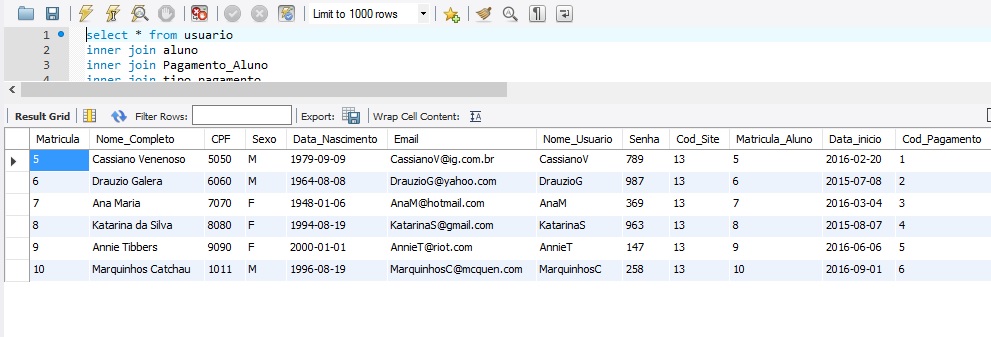 Limit to 1000 rows
1 select * from usuario
2 inner join aluno
3 inner join Pagamento_Aluno
4 inner join tipo_pagamento
Result Grid Filter Rows: Export: Wrap Cell Content:
Matricula Nome_Completo CPF Sexo Data_Nascimento Email Nome_Usuario Senha Cod_Site Matricula_Aluno Data_inicio Cod_Pagamento
5 Cassiano Venenoso 5050 M 1979-09-09 CassianoV@ig.com.br CassianoV 789 13 5 2016-02-20 1
6 Drauzio Galera 6060 M 1964-08-08 DrauzioG@yahoo.com DrauzioG 987 13 6 2015-07-08 2
7 Ana Maria 7070 F 1948-01-06 AnaM@hotmail.com AnaM 369 13 7 2016-03-04 3
8 Katarina da Silva 8080 F 1994-08-19 KatarinaS@gmail.com KatarinaS 963 13 8 2015-08-07 4
9 Annie Tibbers 9090 F 2000-01-01 AnnieT@riot.com AnnieT 147 13 9 2016-06-06 5
10 Marquinhos Catchau 1011 M 1996-08-19 MarquinhosC@mcquen.com MarquinhosC 258 13 10 2016-09-01 6